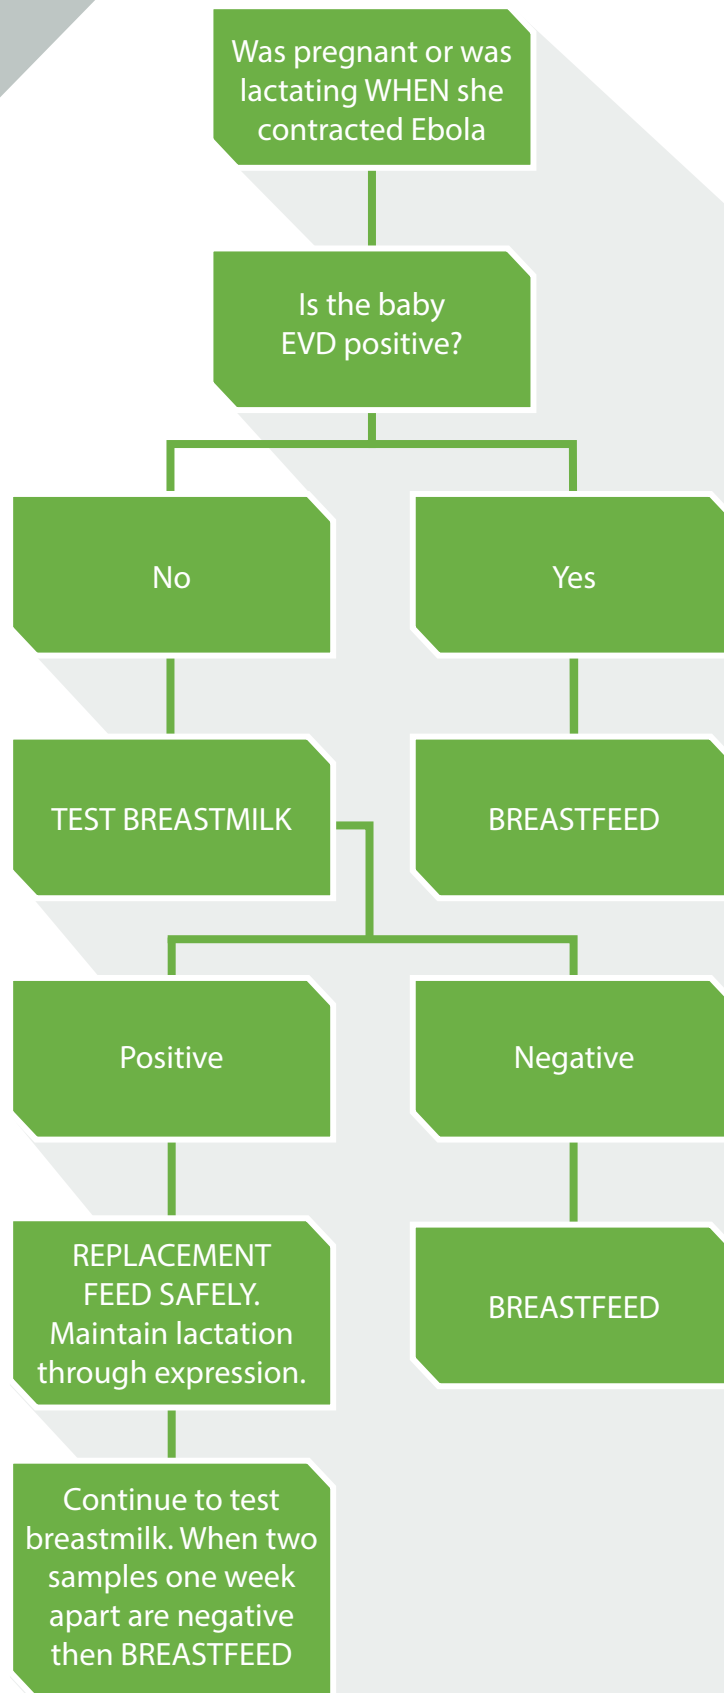 Was pregnant or was
lactating WHEN she
contracted Ebola
Is the baby
EVD positive?
No
Yes
TEST BREASTMILK
BREASTFEED
Positive
Negative
REPLACEMENT
FEED SAFELY.
Maintain lactation
through expression.
BREASTFEED
Continue to test
breastmilk. When two
samples one week
apart are negative
then BREASTFEED